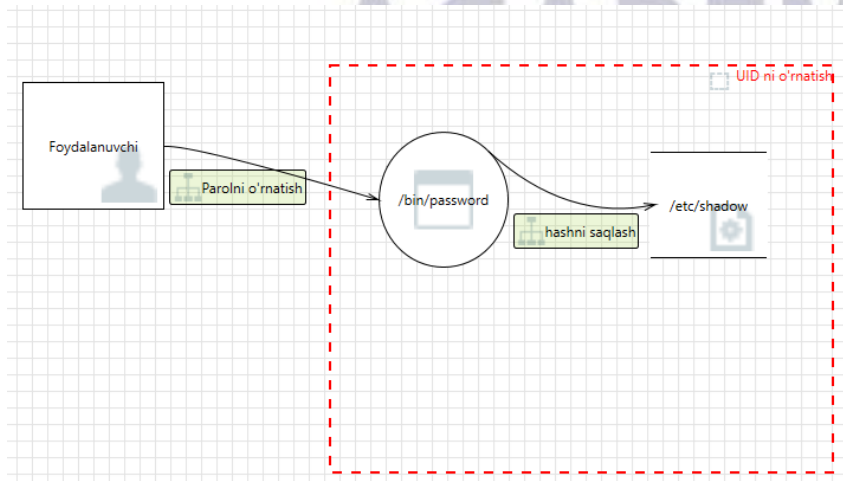 UID ni o'rnatish
Foydalanuvchi
Parolni o'rnatish
/bin/password
/etc/shadow
hashni saqlash